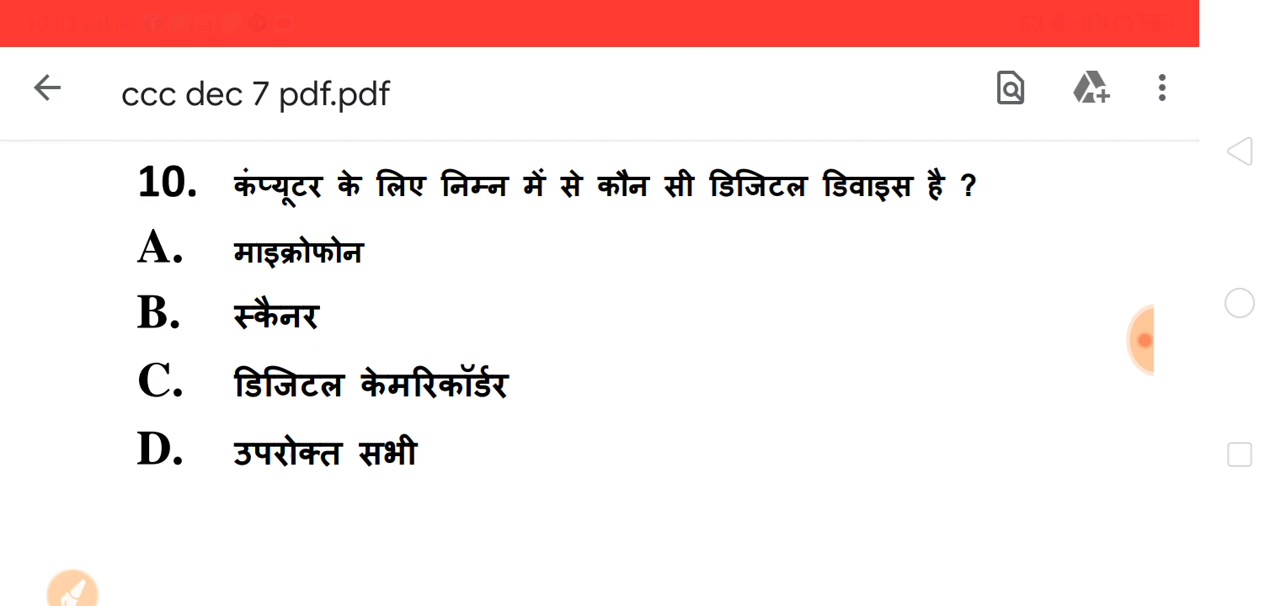 ccc dec 7 pdf.pdf
10. कंप्यूटर के लिए निम्न में से कौन सी डिजिटल डिवाइस है ?
A. माइक्रोफोन
B. स्कैनर
C. डिजिटल केमरिकॉर्डर
D. उपरोक्त सभी